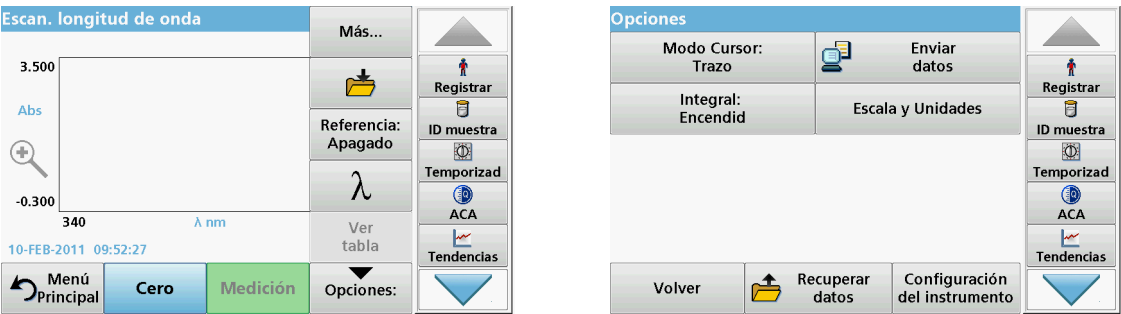 Escan. longitud de onda
Más...
3.500
Abs
-0.300
340
λ nm
10-FEB-2011 09:52:27
Referencia:
Apagado
λ
Ver
tabla
Menú
Principal
Cero
Medición
Opciones:
Registrar
ID muestra
Temporizad
ACA
Tendencias
Opciones
Modo Cursor:
Trazo
Enviar
datos
Integral:
Encendid
Escala y Unidades
Volver
Recuperar
datos
Configuración
del instrumento
Registrar
ID muestra
Temporizad
ACA
Tendencias